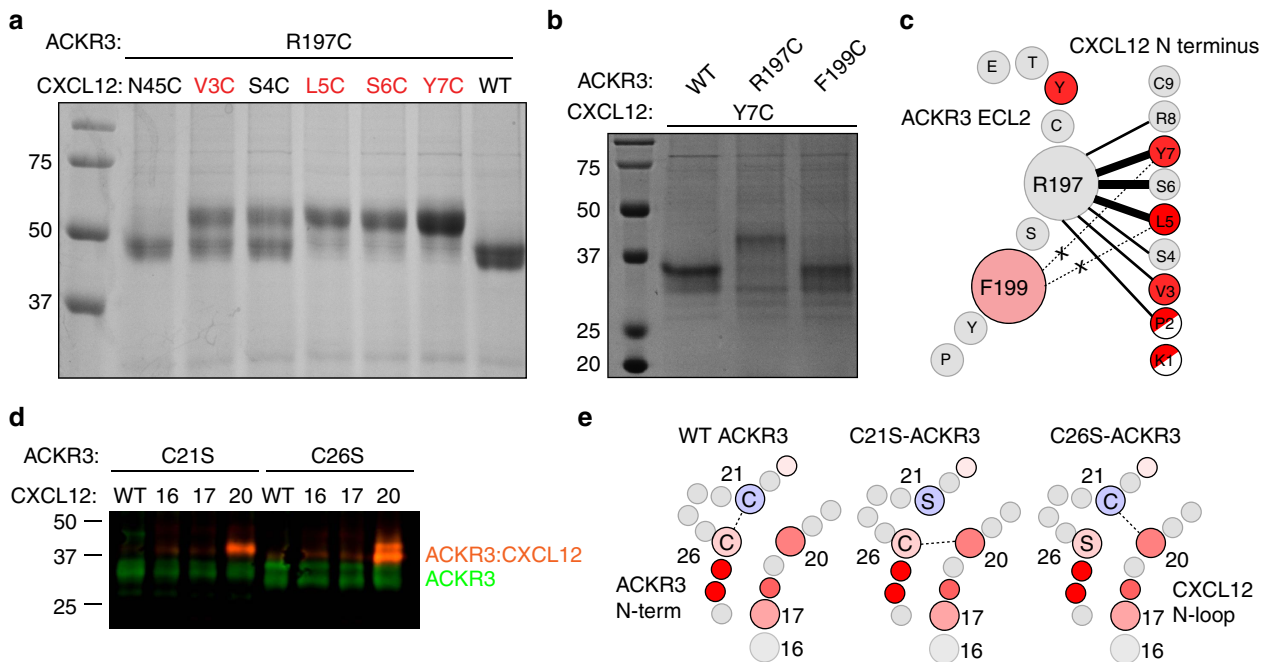 a
ACKR3: R197C
CXCL12: N45C V3C S4C L5C S6C Y7C WT
75
50
37
b
ACKR3: WT R197C F199C
CXCL12: Y7C
75
50
37
25
20
c
CXCL12 N terminus
ACKR3 ECL2
E T Y C
R197
S
F199
Y
P
C9
R8
Y7
S6
L5
S4
V3
P2
K1
x
x
d
ACKR3: C21S C26S
CXCL12: WT 16 17 20 WT 16 17 20
50
37
25
ACKR3:CXCL12
ACKR3
e
WT ACKR3
21
C
C
26
20
17
16
ACKR3
N-term
C21S-ACKR3
21
S
C
26
20
17
16
C26S-ACKR3
21
C
S
26
20
17
16
CXCL12
N-loop